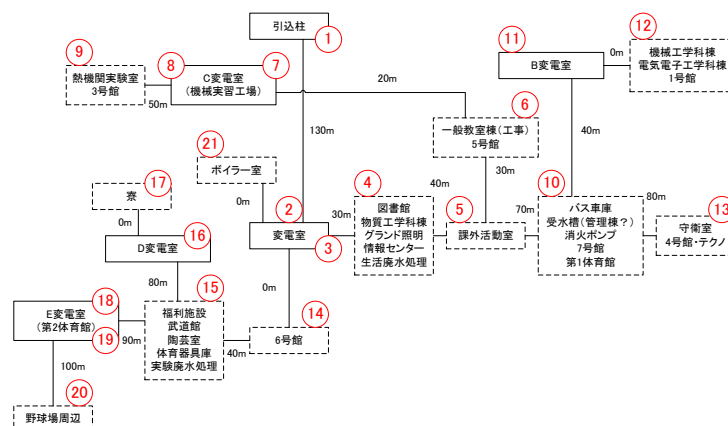 引込柱
①
⑨
熱機関実験室
3号館
50m
⑧
⑦
C変電室
(機械実習工場)
20m
⑪
B変電室
0m
⑫
機械工学科棟
電気電子工学科棟
1号館
130m
40m
⑥
一般教室棟(工事)
5号館
30m
㉑
ボイラー室
0m
⑰
寮
0m
②
変電室
③
30m
④
図書館
物質工学科棟
グランド照明
情報センター
生活廃水処理
40m
⑤
課外活動室
70m
⑩
バス車庫
受水槽(管理棟?)
消火ポンプ
7号館
第1体育館
80m
⑬
守衛室
4号館・テクノ
⑯
D変電室
80m
0m
⑱
E変電室
(第2体育館)
⑲
90m
⑮
福利施設
武道館
陶芸室
体育器具庫
実験廃水処理
40m
⑭
6号館
100m
⑳
野球場周辺